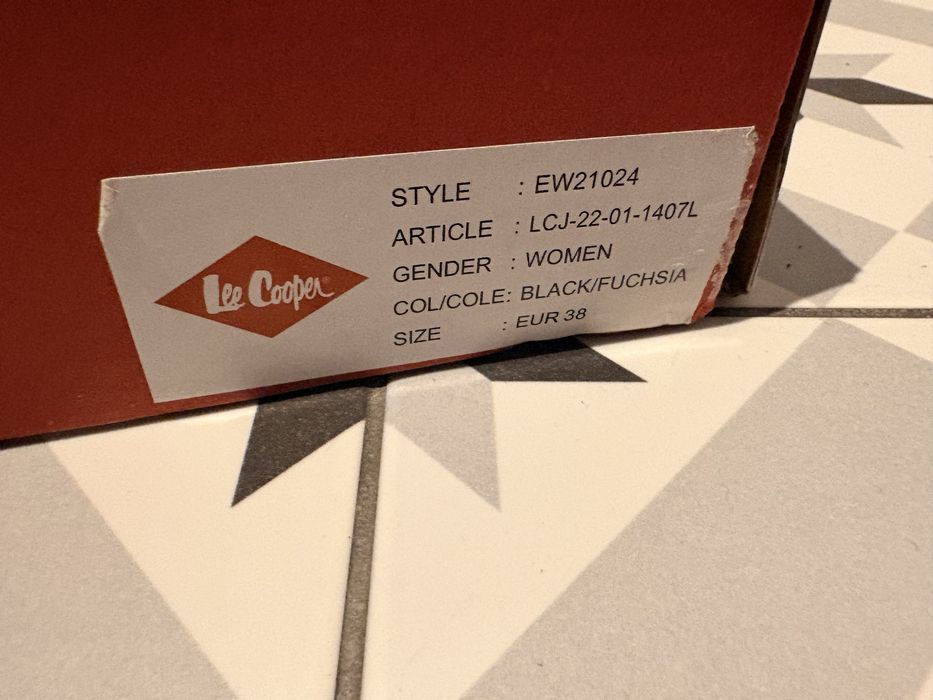 Lee Cooper
STYLE : EW21024
ARTICLE : LCJ-22-01-1407L
GENDER : WOMEN
COL/COLE: BLACK/FUCHSIA
SIZE : EUR 38